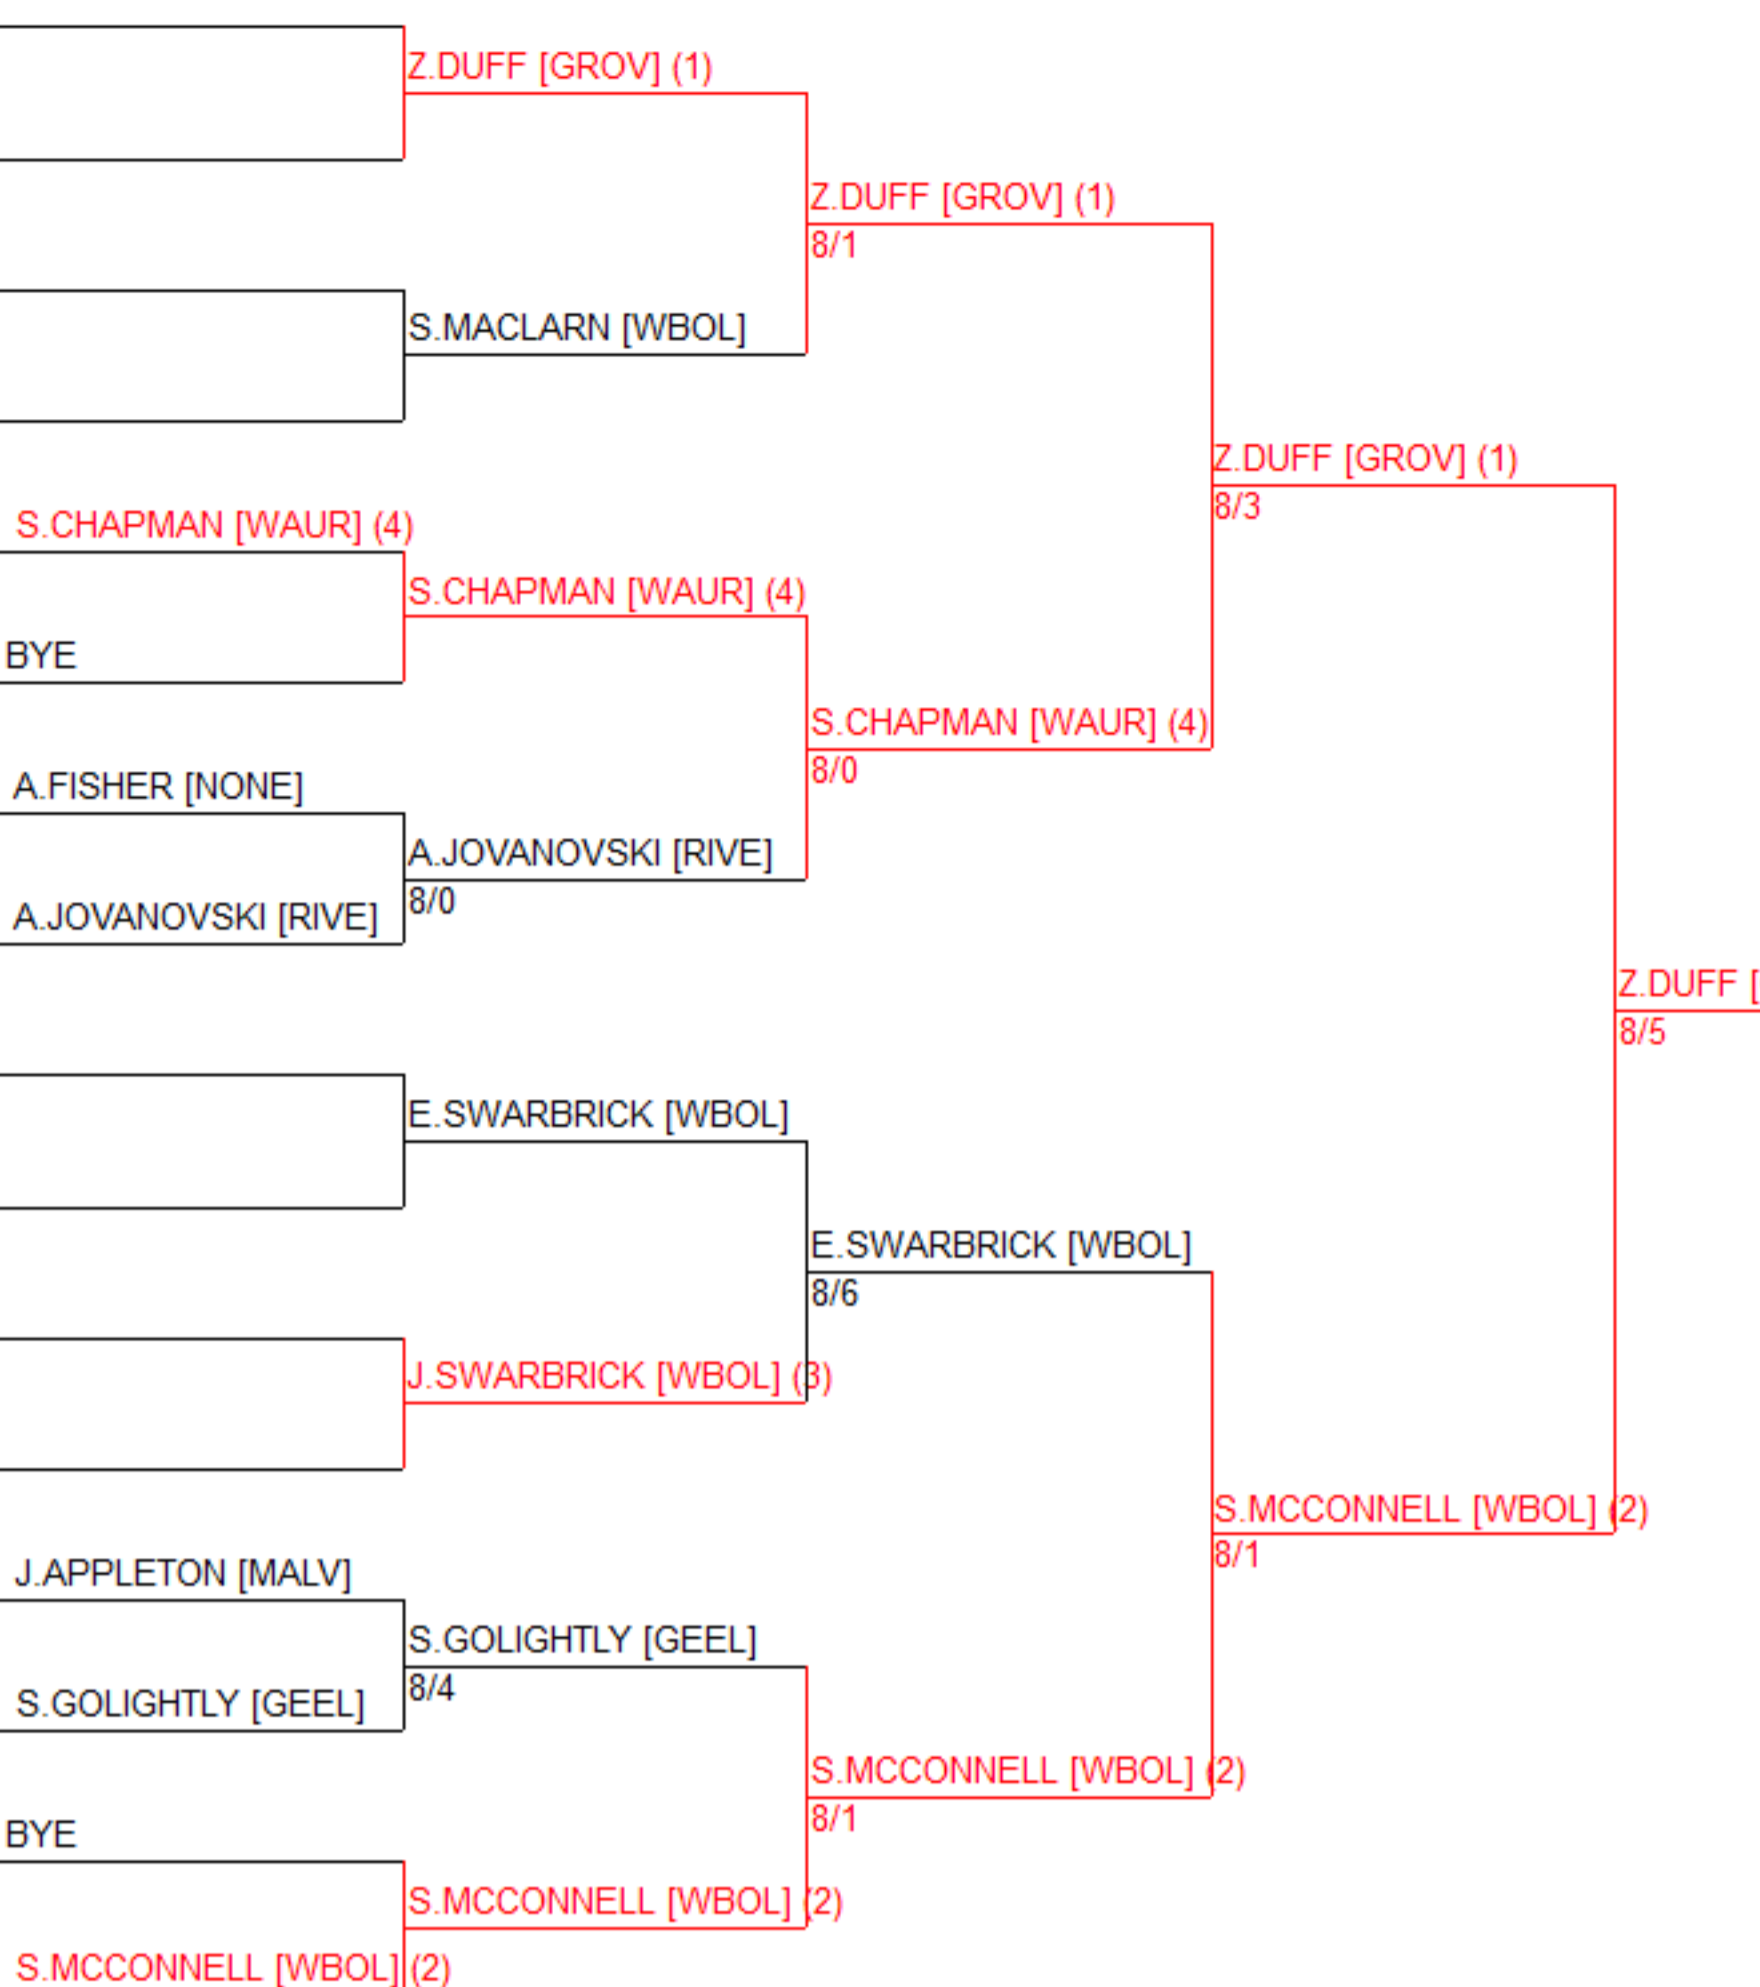 Z.DUFF [GROV] (1)
Z.DUFF [GROV] (1)
8/1
S.MACLARN [WBOL]
Z.DUFF [GROV] (1)
8/3
S.CHAPMAN [WAUR] (4)
S.CHAPMAN [WAUR] (4)
BYE
S.CHAPMAN [WAUR] (4)
8/0
A.FISHER [NONE]
A.JOVANOVSKI [RIVE]
8/0
A.JOVANOVSKI [RIVE]
Z.DUFF [
8/5
E.SWARBRICK [WBOL]
E.SWARBRICK [WBOL]
8/6
J.SWARBRICK [WBOL] (3)
S.MCCONNELL [WBOL] (2)
8/1
J.APPLETON [MALV]
S.GOLIGHTLY [GEEL]
8/4
S.GOLIGHTLY [GEEL]
S.MCCONNELL [WBOL] (2)
8/1
BYE
S.MCCONNELL [WBOL] (2)
S.MCCONNELL [WBOL] (2)